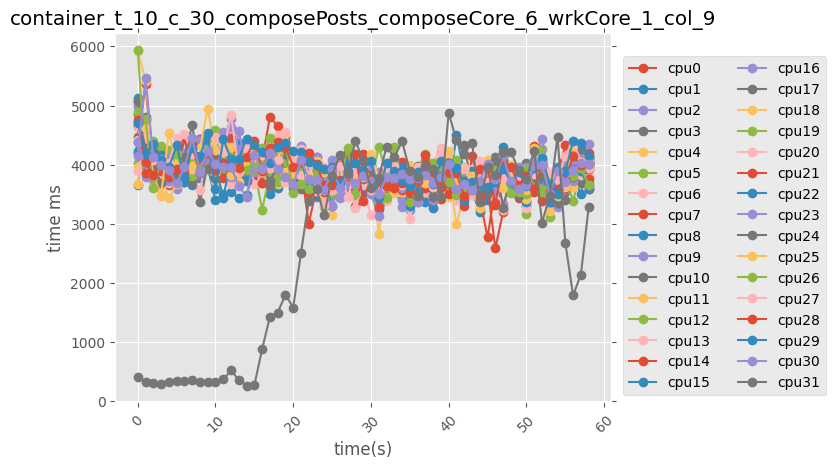 container_t_10_c_30_composePosts_composeCore_6_wrkCore_1_col_9
6000
5000
4000
3000
2000
1000
0
time ms
0
10
20
30
40
50
60
time(s)
cpu0
cpu1
cpu2
cpu3
cpu4
cpu5
cpu6
cpu7
cpu8
cpu9
cpu10
cpu11
cpu12
cpu13
cpu14
cpu15
cpu16
cpu17
cpu18
cpu19
cpu20
cpu21
cpu22
cpu23
cpu24
cpu25
cpu26
cpu27
cpu28
cpu29
cpu30
cpu31